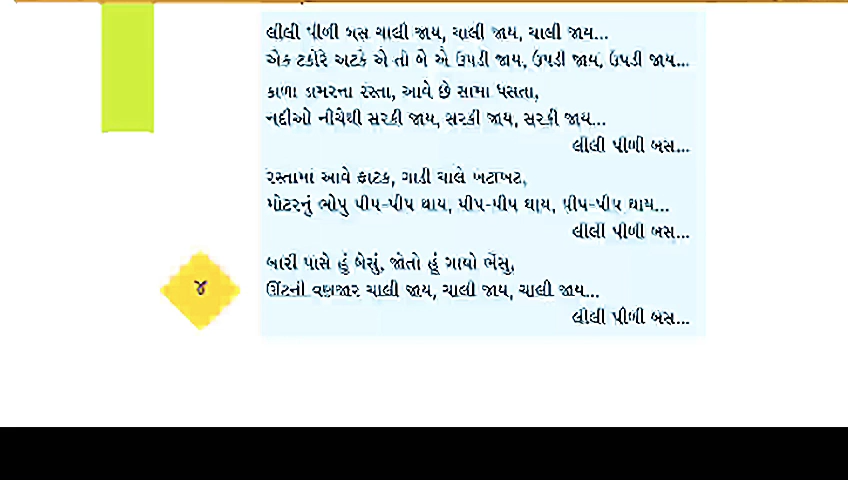 લીલી પીળી બસ ચાલી જાય, ચાલી જાય, ચાલી જાય...
એક ટકોરે અટકે એ તો બે એ ઉપડી જાય, ઉપડી જાય, ઉપડી જાય...
કાળા ડામરના રસ્તા, આવે છે સામા ધસતા,
નદીઓ નીચેથી સરકી જાય, સરકી જાય, સરકી જાય...
લીલી પીળી બસ...
રસ્તામાં આવે ફાટક, ગાડી ચાલે ખટાખટ,
મોટરનું ભોંપુ પીપ-પીપ થાય, પીપ-પીપ થાય, પીપ-પીપ થાય...
લીલી પીળી બસ...
બારી પાસે હું બેસું, જોતો હું ગાયો ભેંસુ,
૪
ઊંટની વણજાર ચાલી જાય, ચાલી જાય, ચાલી જાય...
લીલી પીળી બસ...